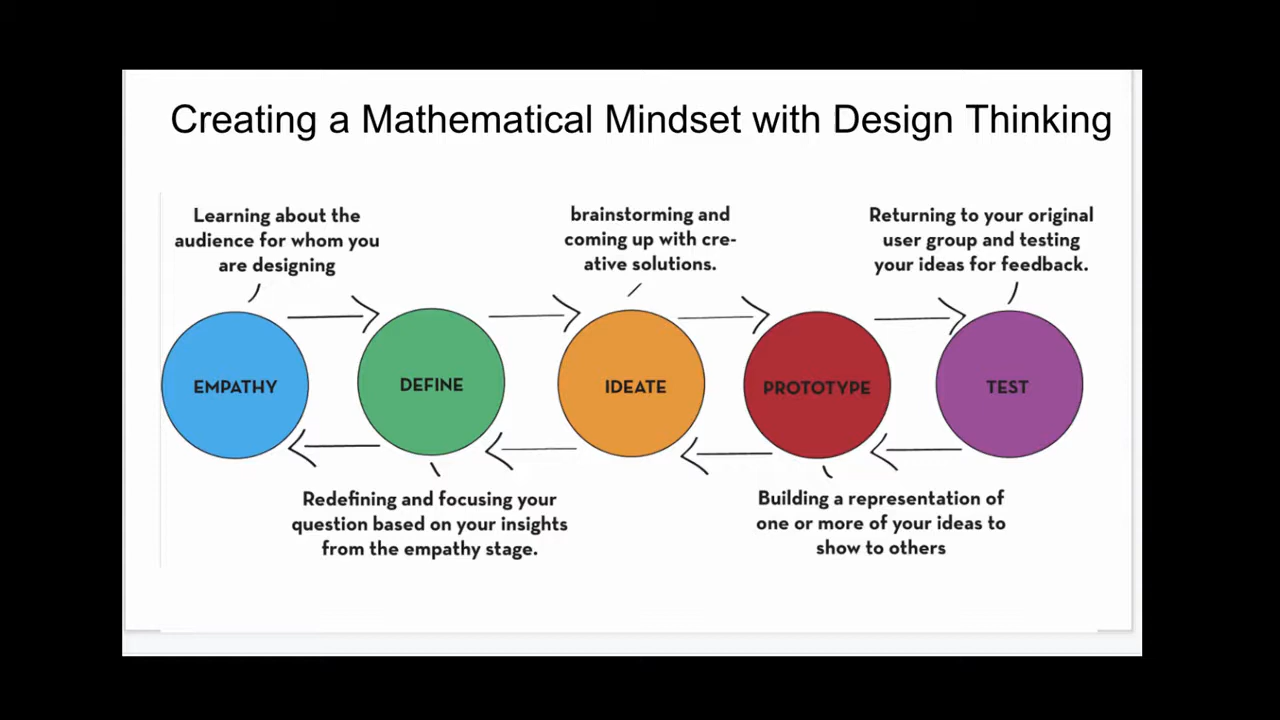 Creating a Mathematical Mindset with Design Thinking
Learning about the
audience for whom you
are designing
brainstorming and
coming up with cre-
ative solutions.
Returning to your original
user group and testing
your ideas for feedback.
EMPATHY
DEFINE
IDEATE
PROTOTYPE
TEST
Redefining and focusing your
question based on your insights
from the empathy stage.
Building a representation of
one or more of your ideas to
show to others